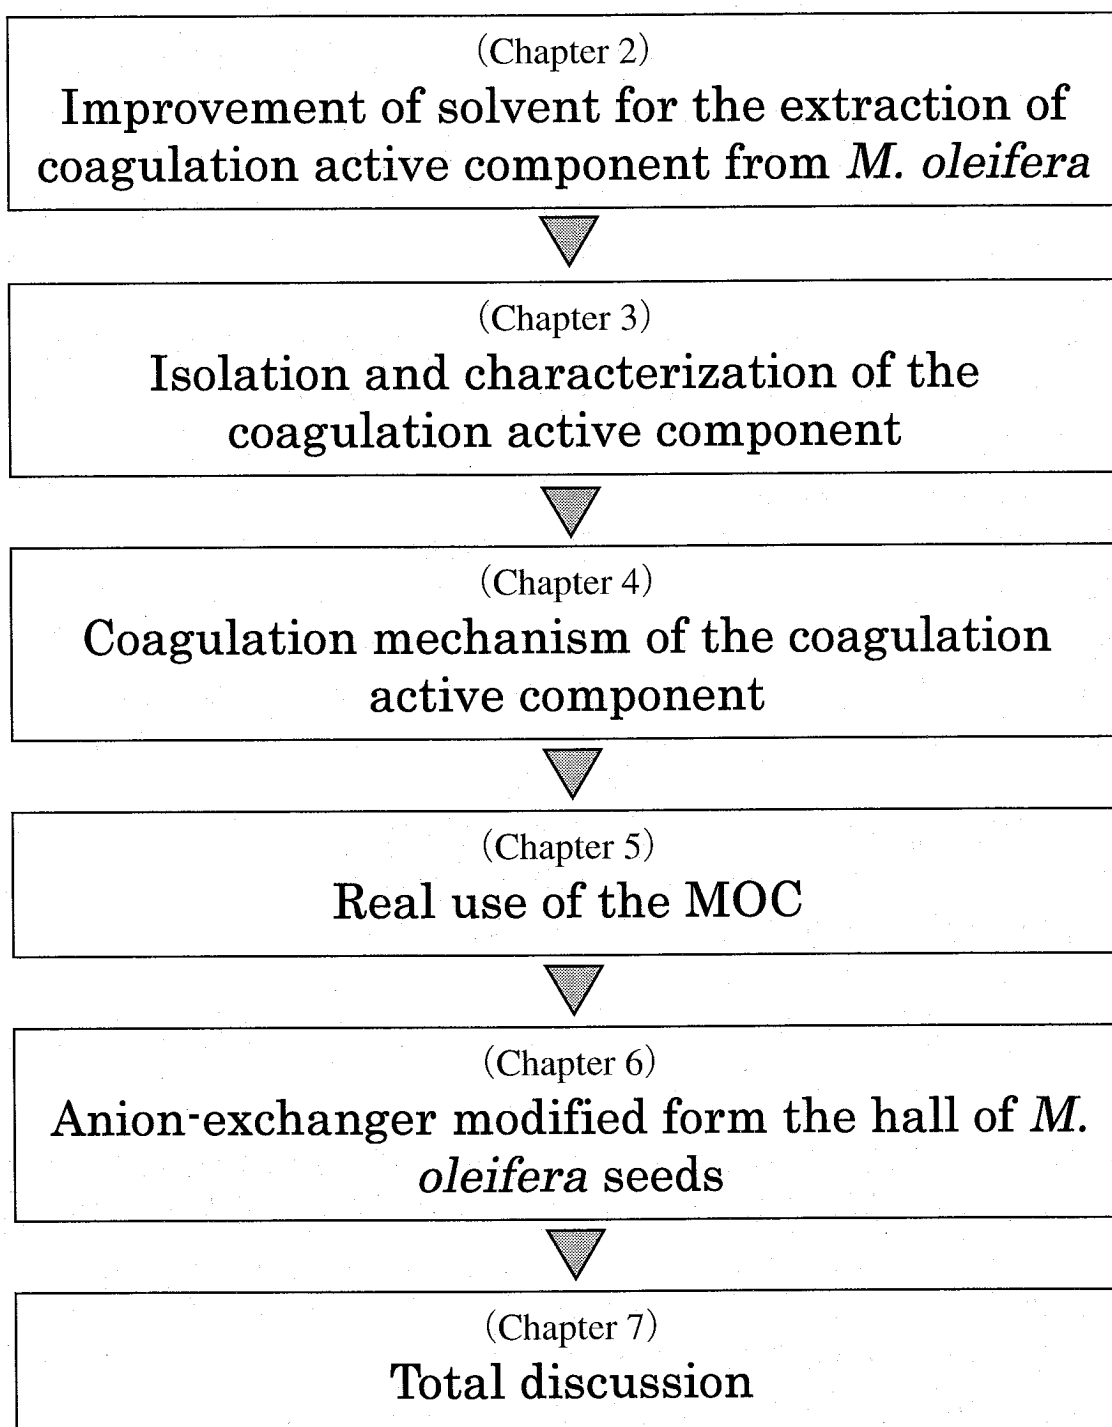 (Chapter 2)
Improvement of solvent for the extraction of
coagulation active component from M. oleifera
(Chapter 3)
Isolation and characterization of the
coagulation active component
(Chapter 4)
Coagulation mechanism of the coagulation
active component
(Chapter 5)
Real use of the MOC
(Chapter 6)
Anion-exchanger modified form the hall of M.
oleifera seeds
(Chapter 7)
Total discussion